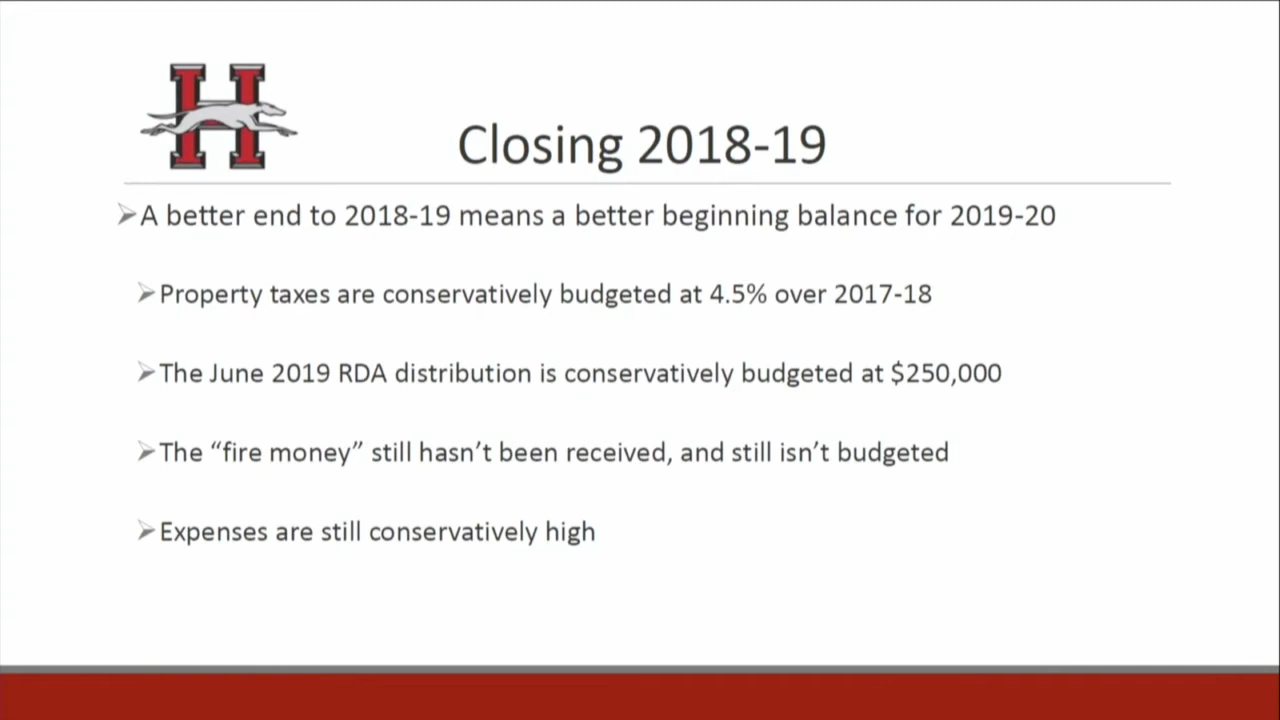 H
Closing 2018-19
A better end to 2018-19 means a better beginning balance for 2019-20
Property taxes are conservatively budgeted at 4.5% over 2017-18
The June 2019 RDA distribution is conservatively budgeted at $250,000
The “fire money” still hasn’t been received, and still isn’t budgeted
Expenses are still conservatively high